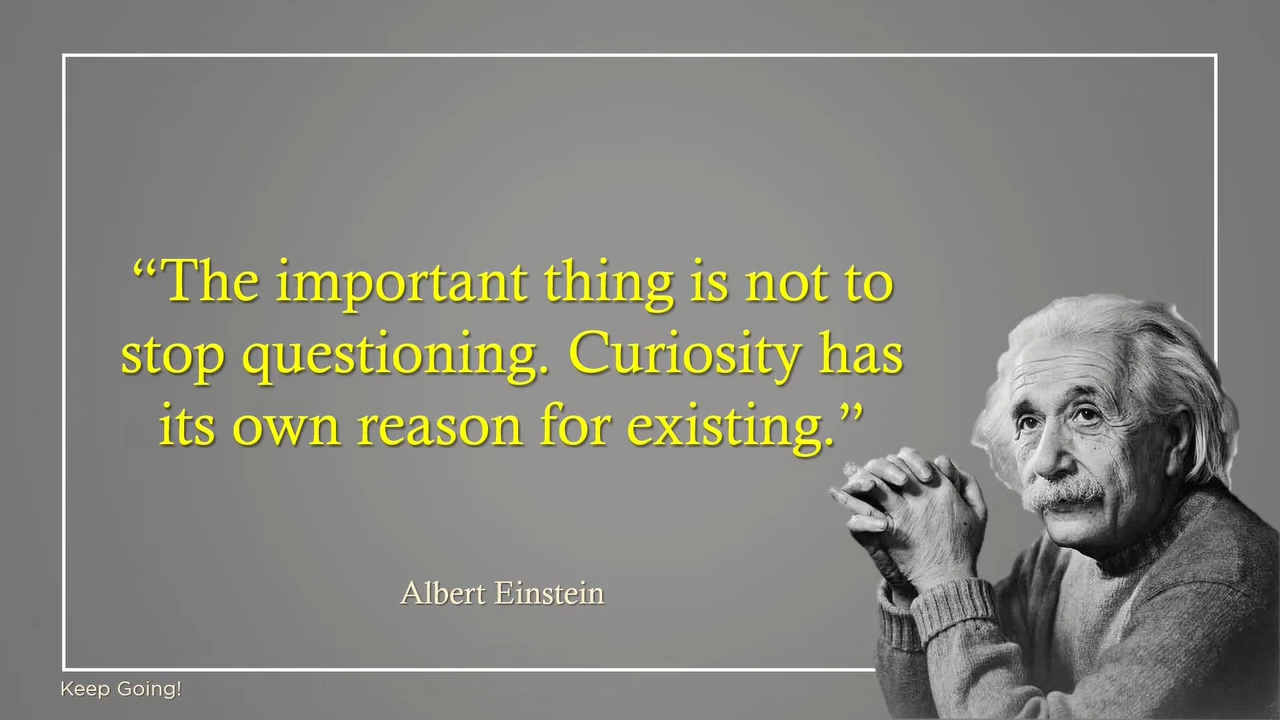 “The important thing is not to
stop questioning. Curiosity has
its own reason for existing.”
Albert Einstein
Keep Going!